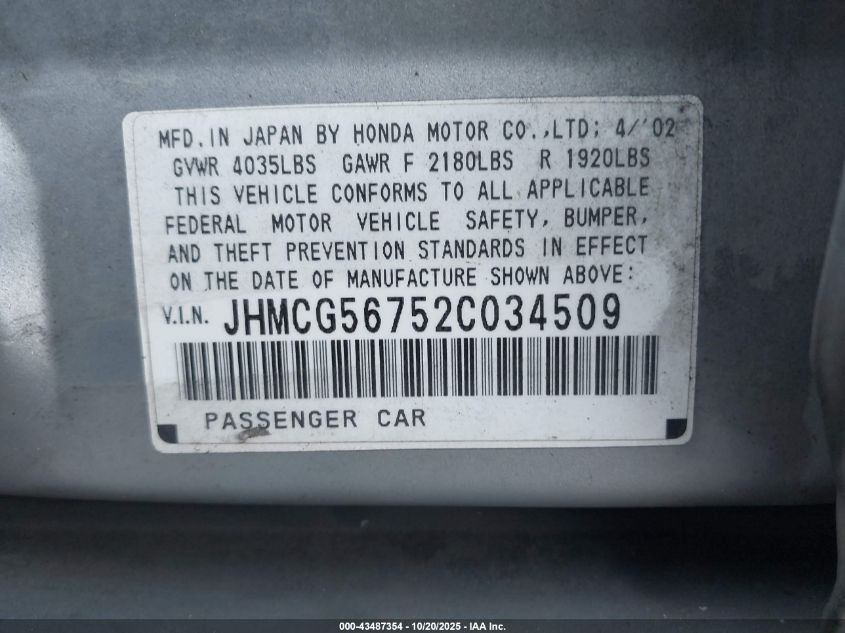 MFD.IN JAPAN BY HONDA MOTOR CO.,LTD; 4/'02
GVWR 4035LBS GAWR F 2180LBS R 1920LBS
THIS VEHICLE CONFORMS TO ALL APPLICABLE
FEDERAL MOTOR VEHICLE SAFETY, BUMPER,
AND THEFT PREVENTION STANDARDS IN EFFECT
ON THE DATE OF MANUFACTURE SHOWN ABOVE:
V.I.N. JHMCG56752C034509
PASSENGER CAR
000-43487354 - 10/20/2025 - IAA Inc.